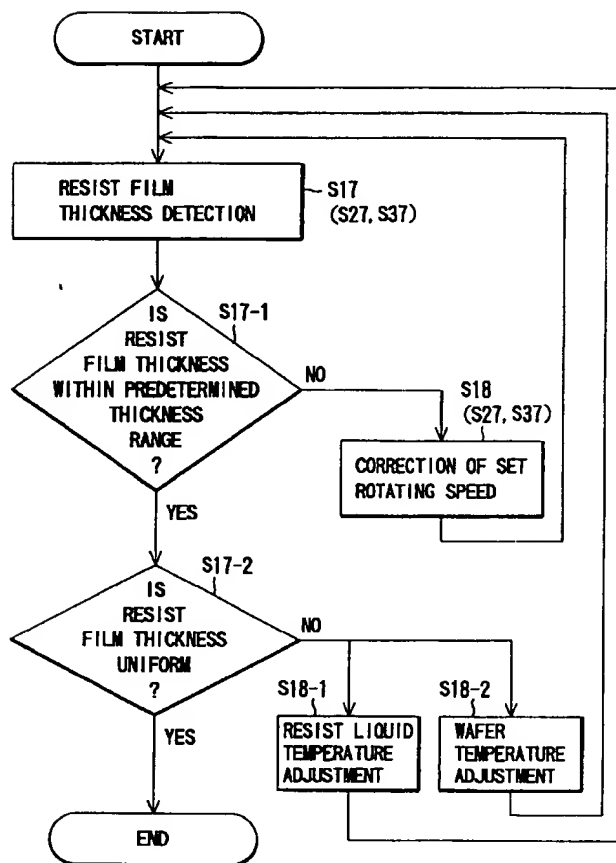 START
RESIST FILM
THICKNESS DETECTION
S17
(S27, S37)
IS
RESIST
FILM THICKNESS
WITHIN PREDETERMINED
THICKNESS
RANGE
?
S17-1
NO
YES
S18
(S27, S37)
CORRECTION OF SET
ROTATING SPEED
IS
RESIST
FILM THICKNESS
UNIFORM
?
S17-2
NO
YES
S18-1
RESIST LIQUID
TEMPERATURE
ADJUSTMENT
S18-2
WAFER
TEMPERATURE
ADJUSTMENT
END